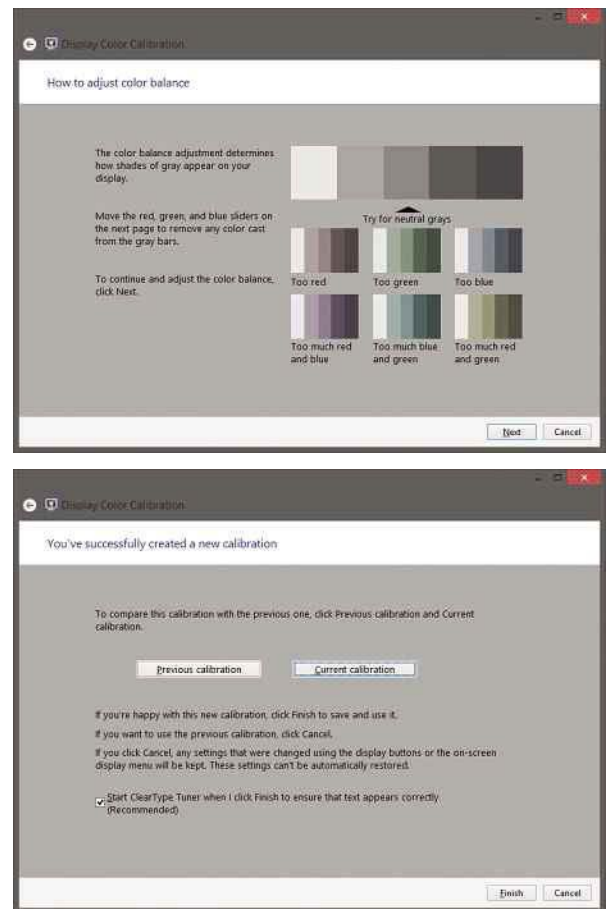 Display Color Calibration
How to adjust color balance
The color balance adjustment determines
how shades of gray appear on your
display.
Move the red, green, and blue sliders on
the next page to remove any color cast
from the gray bars.
To continue and adjust the color balance,
click Next.
Try for neutral grays
Too red
Too green
Too blue
Too much red
and blue
Too much blue
and green
Too much red
and green
Next
Cancel
Display Color Calibration
You've successfully created a new calibration
To compare this calibration with the previous one, click Previous calibration and Current
calibration.
Previous calibration
Current calibration
If you're happy with this new calibration, click Finish to save and use it.
If you want to use the previous calibration, click Cancel.
If you click Cancel, any settings that were changed using the display buttons or the on-screen
display menu will be kept. These settings can't be automatically restored.
Start ClearType Tuner when I click Finish to ensure that text appears correctly
(Recommended)
Finish
Cancel